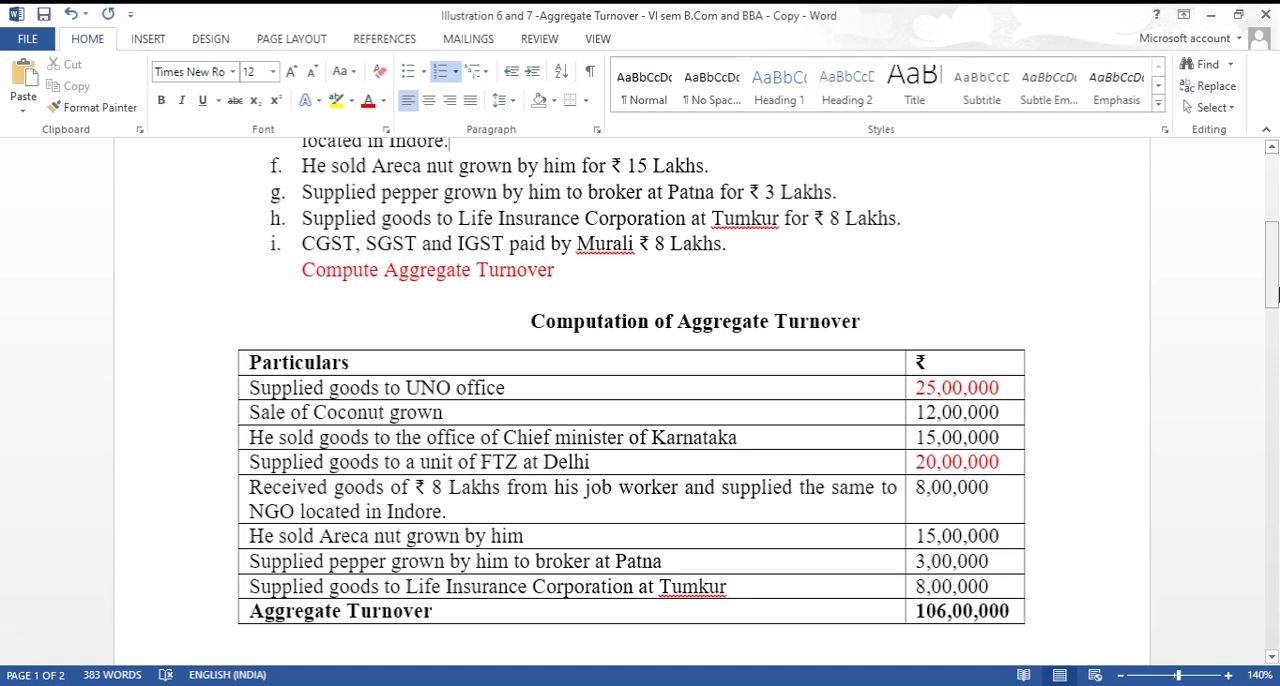 Illustration 6 and 7 -Aggregate Turnover - VI sem B.Com and BBA - Copy - Word
FILE HOME INSERT DESIGN PAGE LAYOUT REFERENCES MAILINGS REVIEW VIEW Microsoft account
Paste
Cut
Copy
Format Painter
Clipboard
Times New Ro 12
Font
Paragraph
AaBbCcDc AaBbCcDc AaBbCc AaBbCcD AaB AaBbCcD AaBbCcDc AaBbCcDc
¶ Normal ¶ No Spac... Heading 1 Heading 2 Title Subtitle Subtle Em... Emphasis
Styles
Find
Replace
Select
Editing
located in Indore.
f. He sold Areca nut grown by him for ₹ 15 Lakhs.
g. Supplied pepper grown by him to broker at Patna for ₹ 3 Lakhs.
h. Supplied goods to Life Insurance Corporation at Tumkur for ₹ 8 Lakhs.
i. CGST, SGST and IGST paid by Murali ₹ 8 Lakhs.
Compute Aggregate Turnover
Computation of Aggregate Turnover
Particulars ₹
Supplied goods to UNO office 25,00,000
Sale of Coconut grown 12,00,000
He sold goods to the office of Chief minister of Karnataka 15,00,000
Supplied goods to a unit of FTZ at Delhi 20,00,000
Received goods of ₹ 8 Lakhs from his job worker and supplied the same to 8,00,000
NGO located in Indore.
He sold Areca nut grown by him 15,00,000
Supplied pepper grown by him to broker at Patna 3,00,000
Supplied goods to Life Insurance Corporation at Tumkur 8,00,000
Aggregate Turnover 106,00,000
PAGE 1 OF 2 383 WORDS ENGLISH (INDIA) 140%